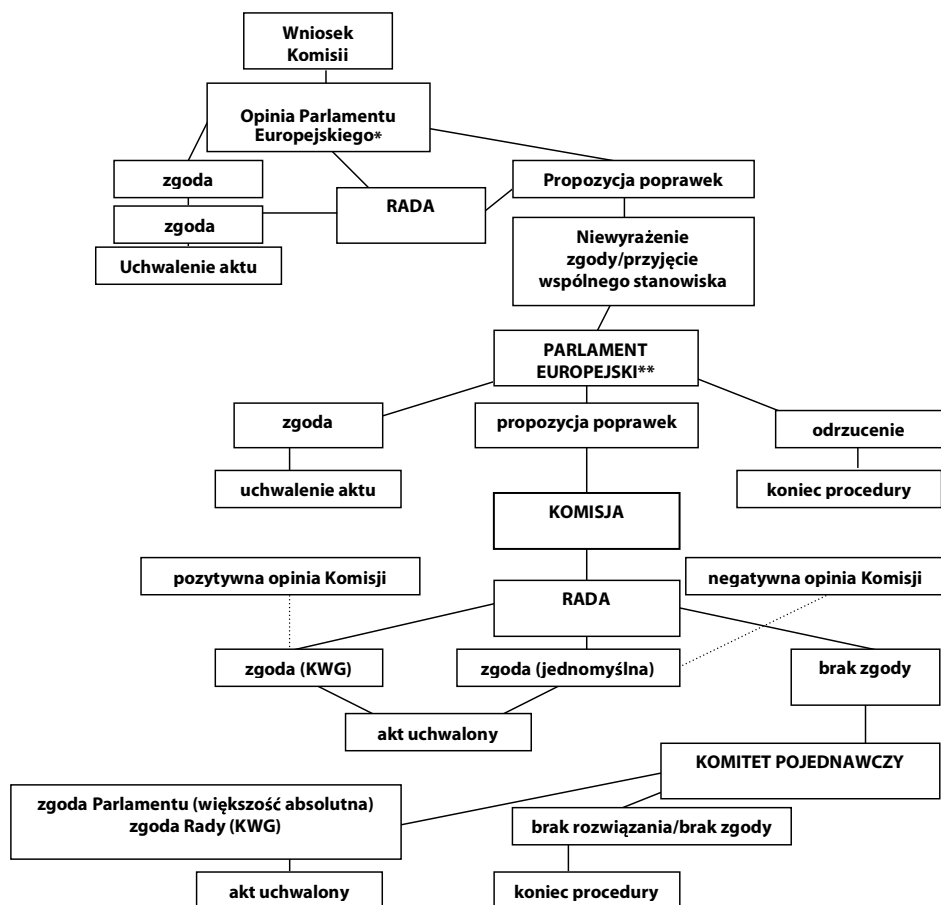 Wniosek
Komisii
Opinia Parlamentu
Europejskiego*
zgoda
RADA
Propozycja poprawek
zgoda
Uchwalenie aktu
Niewyrażenie
zgody/przyjęcie
wspólnego stanowiska
PARLAMENT
EUROPEJSKI**
zgoda
propozycja poprawek
odrzucenie
uchwalenie aktu
koniec procedury
KOMISJA
pozytywna opinia Komisji
negatywna opinia Komisji
RADA
zgoda (KWG)
zgoda (jednomyślna)
brak zgody
akt uchwalony
KOMITET POJEDNAWCZY
zgoda Parlamentu (większość absolutna)
zgoda Rady (KWG)
brak rozwiązania/brak zgody
akt uchwalony
koniec procedury